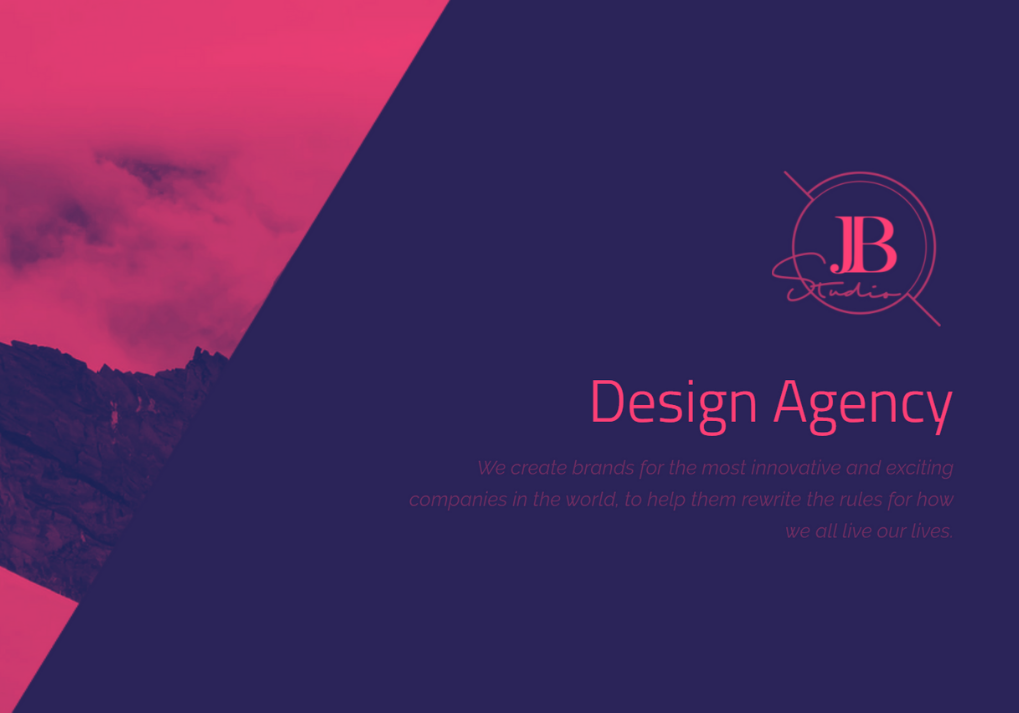 JB
Studio
Design Agency
We create brands for the most innovative and exciting
companies in the world, to help them rewrite the rules for how
we all live our lives.